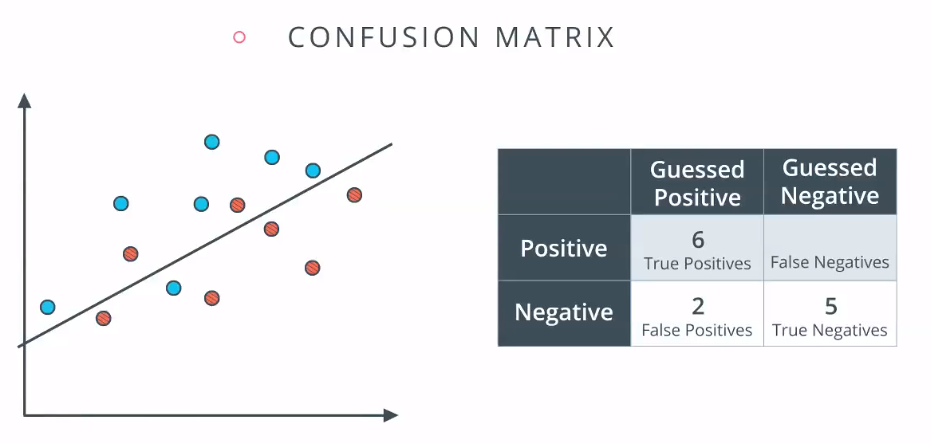 CONFUSION MATRIX
Guessed Positive
Guessed Negative
Positive
6
True Positives
False Negatives
Negative
2
False Positives
5
True Negatives